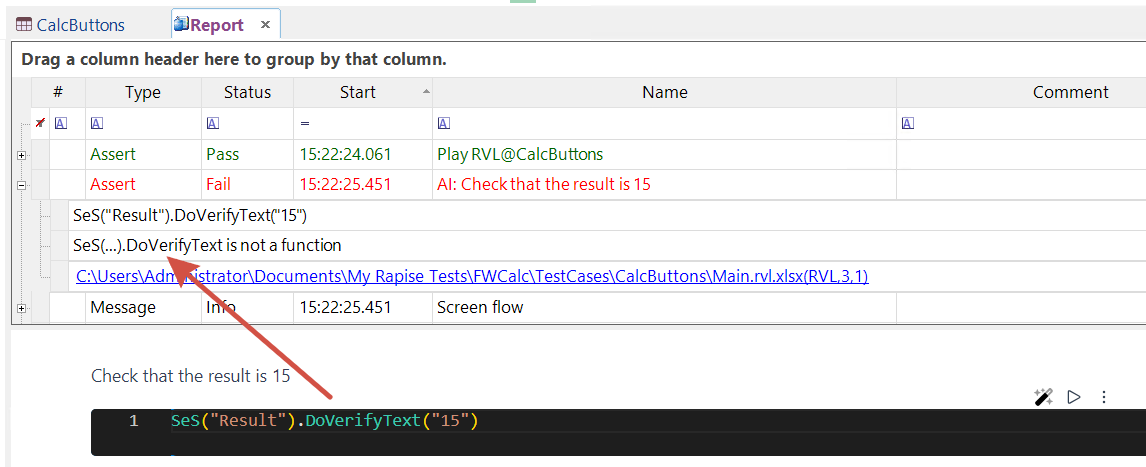 CalcButtons Report ×
Drag a column header here to group by that column.
# Type Status Start Name Comment
A A A = A A
Assert Pass 15:22:24.061 Play RVL@CalcButtons
Assert Fail 15:22:25.451 AI: Check that the result is 15
SeS("Result").DoVerifyText("15")
SeS(...).DoVerifyText is not a function
C:\Users\Administrator\Documents\My Rapise Tests\FWCalc\TestCases\CalcButtons\Main.rvl.xlsx(RVL,3,1)
Message Info 15:22:25.451 Screen flow
Check that the result is 15
1 SeS("Result").DoVerifyText("15")